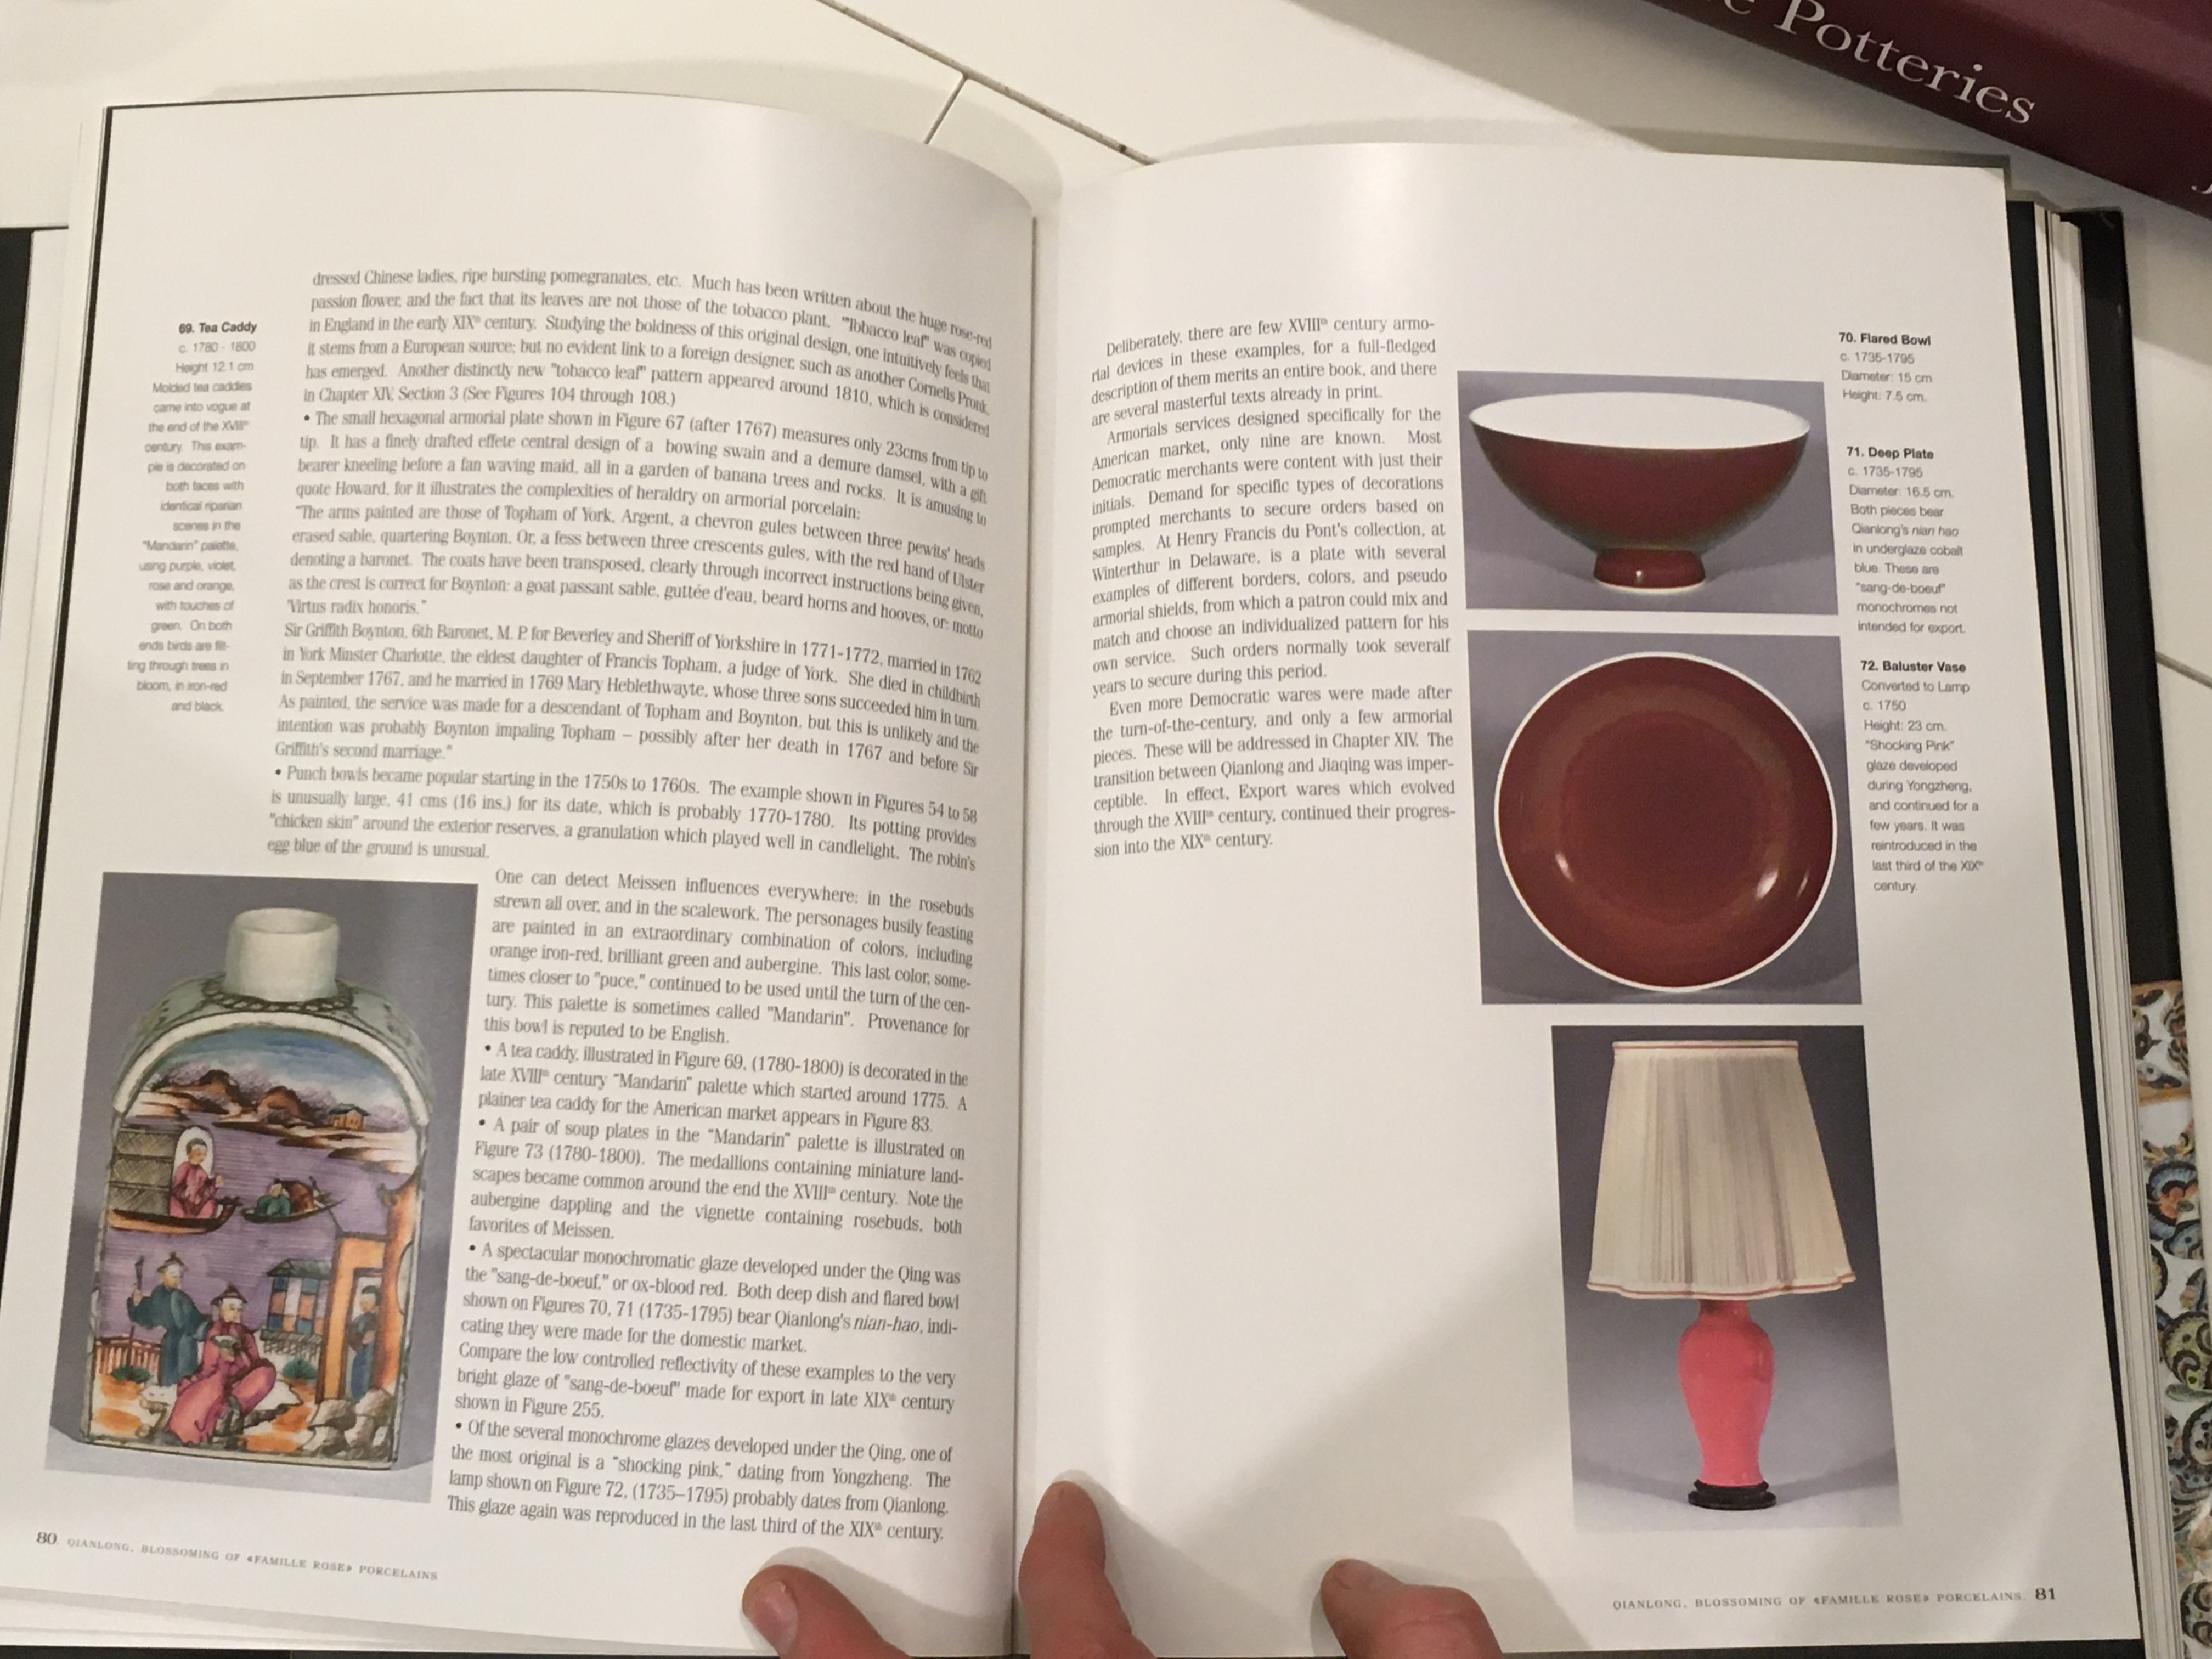 e Potteries
69. Tea Caddy
c. 1780 - 1800
Height 12.1 cm
Molded tea caddies
came into vogue at
the end of the XVIIIth
century. This exam-
ple is decorated on
both faces with
identical riparian
scenes in the
"Mandarin" palette,
using purple, violet,
rose and orange,
with touches of
green. On both
ends birds are flit-
ting through trees in
bloom, in iron-red
and black.
dressed Chinese ladies, ripe bursting pomegranates, etc. Much has been written about the huge rose-red
passion flower, and the fact that its leaves are not those of the tobacco plant. "Tobacco leaf" was copied
in England in the early XIXth century. Studying the boldness of this original design, one intuitively feels that
it stems from a European source; but no evident link to a foreign designer, such as another Cornelis Pronk,
has emerged. Another distinctly new "tobacco leaf" pattern appeared around 1810, which is considered
in Chapter XIV, Section 3 (See Figures 104 through 108.)
• The small hexagonal armorial plate shown in Figure 67 (after 1767) measures only 23cms from tip to
tip. It has a finely drafted effete central design of a bowing swain and a demure damsel, with a gift
bearer kneeling before a fan waving maid, all in a garden of banana trees and rocks. It is amusing to
quote Howard, for it illustrates the complexities of heraldry on armorial porcelain:
"The arms painted are those of Topham of York, Argent, a chevron gules between three pewits' heads
erased sable, quartering Boynton, Or, a fess between three crescents gules, with the red hand of Ulster
denoting a baronet. The coats have been transposed, clearly through incorrect instructions being given,
as the crest is correct for Boynton: a goat passant sable, guttée d'eau, beard horns and hooves, or: motto
'Virtus radix honoris."
Sir Griffith Boynton, 6th Baronet, M. P. for Beverley and Sheriff of Yorkshire in 1771-1772, married in 1762
in York Minster Charlotte, the eldest daughter of Francis Topham, a judge of York. She died in childbirth
in September 1767, and he married in 1769 Mary Heblethwayte, whose three sons succeeded him in turn.
As painted, the service was made for a descendant of Topham and Boynton, but this is unlikely and the
intention was probably Boynton impaling Topham – possibly after her death in 1767 and before Sir
Griffith's second marriage."
• Punch bowls became popular starting in the 1750s to 1760s. The example shown in Figures 54 to 58
is unusually large, 41 cms (16 ins.) for its date, which is probably 1770-1780. Its potting provides
"chicken skin" around the exterior reserves, a granulation which played well in candlelight. The robin's
egg blue of the ground is unusual.
One can detect Meissen influences everywhere: in the rosebuds
strewn all over, and in the scalework. The personages busily feasting
are painted in an extraordinary combination of colors, including
orange iron-red, brilliant green and aubergine. This last color, some-
times closer to "puce," continued to be used until the turn of the cen-
tury. This palette is sometimes called "Mandarin". Provenance for
this bowl is reputed to be English.
• A tea caddy, illustrated in Figure 69, (1780-1800) is decorated in the
late XVIIIth century "Mandarin" palette which started around 1775. A
plainer tea caddy for the American market appears in Figure 83.
• A pair of soup plates in the "Mandarin" palette is illustrated on
Figure 73 (1780-1800). The medallions containing miniature land-
scapes became common around the end the XVIIIth century. Note the
aubergine dappling and the vignette containing rosebuds, both
favorites of Meissen.
• A spectacular monochromatic glaze developed under the Qing was
the "sang-de-boeuf," or ox-blood red. Both deep dish and flared bowl
shown on Figures 70, 71 (1735-1795) bear Qianlong's nian-hao, indi-
cating they were made for the domestic market.
Compare the low controlled reflectivity of these examples to the very
bright glaze of "sang-de-boeuf" made for export in late XIXth century
shown in Figure 255.
• Of the several monochrome glazes developed under the Qing, one of
the most original is a "shocking pink," dating from Yongzheng. The
lamp shown on Figure 72, (1735–1795) probably dates from Qianlong.
This glaze again was reproduced in the last third of the XIXth century.
80. QIANLONG, BLOSSOMING OF «FAMILLE ROSE» PORCELAINS
Deliberately, there are few XVIIIth century armo-
rial devices in these examples, for a full-fledged
description of them merits an entire book, and there
are several masterful texts already in print.
Armorials services designed specifically for the
American market, only nine are known. Most
Democratic merchants were content with just their
initials. Demand for specific types of decorations
prompted merchants to secure orders based on
samples. At Henry Francis du Pont's collection, at
Winterthur in Delaware, is a plate with several
examples of different borders, colors, and pseudo
armorial shields, from which a patron could mix and
match and choose an individualized pattern for his
own service. Such orders normally took severalf
years to secure during this period.
Even more Democratic wares were made after
the turn-of-the-century, and only a few armorial
pieces. These will be addressed in Chapter XIV. The
transition between Qianlong and Jiaqing was imper-
ceptible. In effect, Export wares which evolved
through the XVIIIth century, continued their progres-
sion into the XIXth century.
70. Flared Bowl
c. 1735-1795
Diameter: 15 cm
Height: 7.5 cm.
71. Deep Plate
c. 1735-1795
Diameter: 16.5 cm.
Both pieces bear
Qianlong's nian hao
in underglaze cobalt
blue. These are
"sang-de-boeuf"
monochromes not
intended for export.
72. Baluster Vase
Converted to Lamp
c. 1750
Height: 23 cm.
"Shocking Pink"
glaze developed
during Yongzheng,
and continued for a
few years. It was
reintroduced in the
last third of the XIXth
century.
QIANLONG, BLOSSOMING OF «FAMILLE ROSE» PORCELAINS. 81